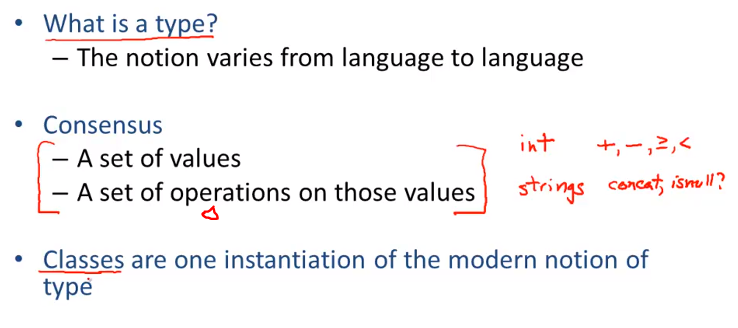 • What is a type?
– The notion varies from language to language
• Consensus
– A set of values
– A set of operations on those values
int +, -, ≥, <
strings concat, isnull?
• Classes are one instantiation of the modern notion of
type